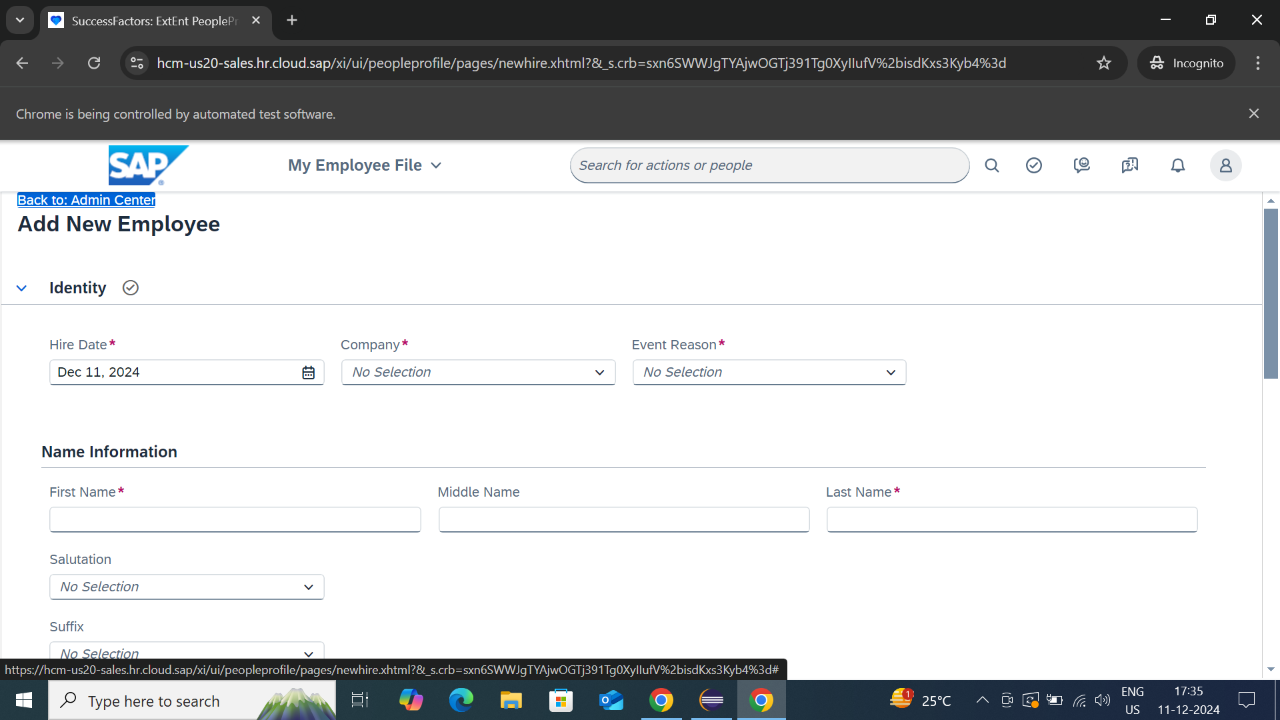 SuccessFactors: ExtEnt PeoplePr
hcm-us20-sales.hr.cloud.sap/xi/ui/peopleprofile/pages/newhire.xhtml?&_s.crb=sxn6SWWJgTYAjwOGTj391Tg0XyIIufV%2bisdKxs3Kyb4%3d
Incognito
Chrome is being controlled by automated test software.
SAP
My Employee File
Search for actions or people
Back to: Admin Center
Add New Employee
Identity
Hire Date*
Company*
Event Reason*
Dec 11, 2024
No Selection
No Selection
Name Information
First Name*
Middle Name
Last Name*
Salutation
No Selection
Suffix
No Selection
https://hcm-us20-sales.hr.cloud.sap/xi/ui/peopleprofile/pages/newhire.xhtml?&_s.crb=sxn6SWWJgTYAjwOGTj391Tg0XyIIufV%2bisdKxs3Kyb4%3d#
Type here to search
1
25°C
ENG
US
17:35
11-12-2024